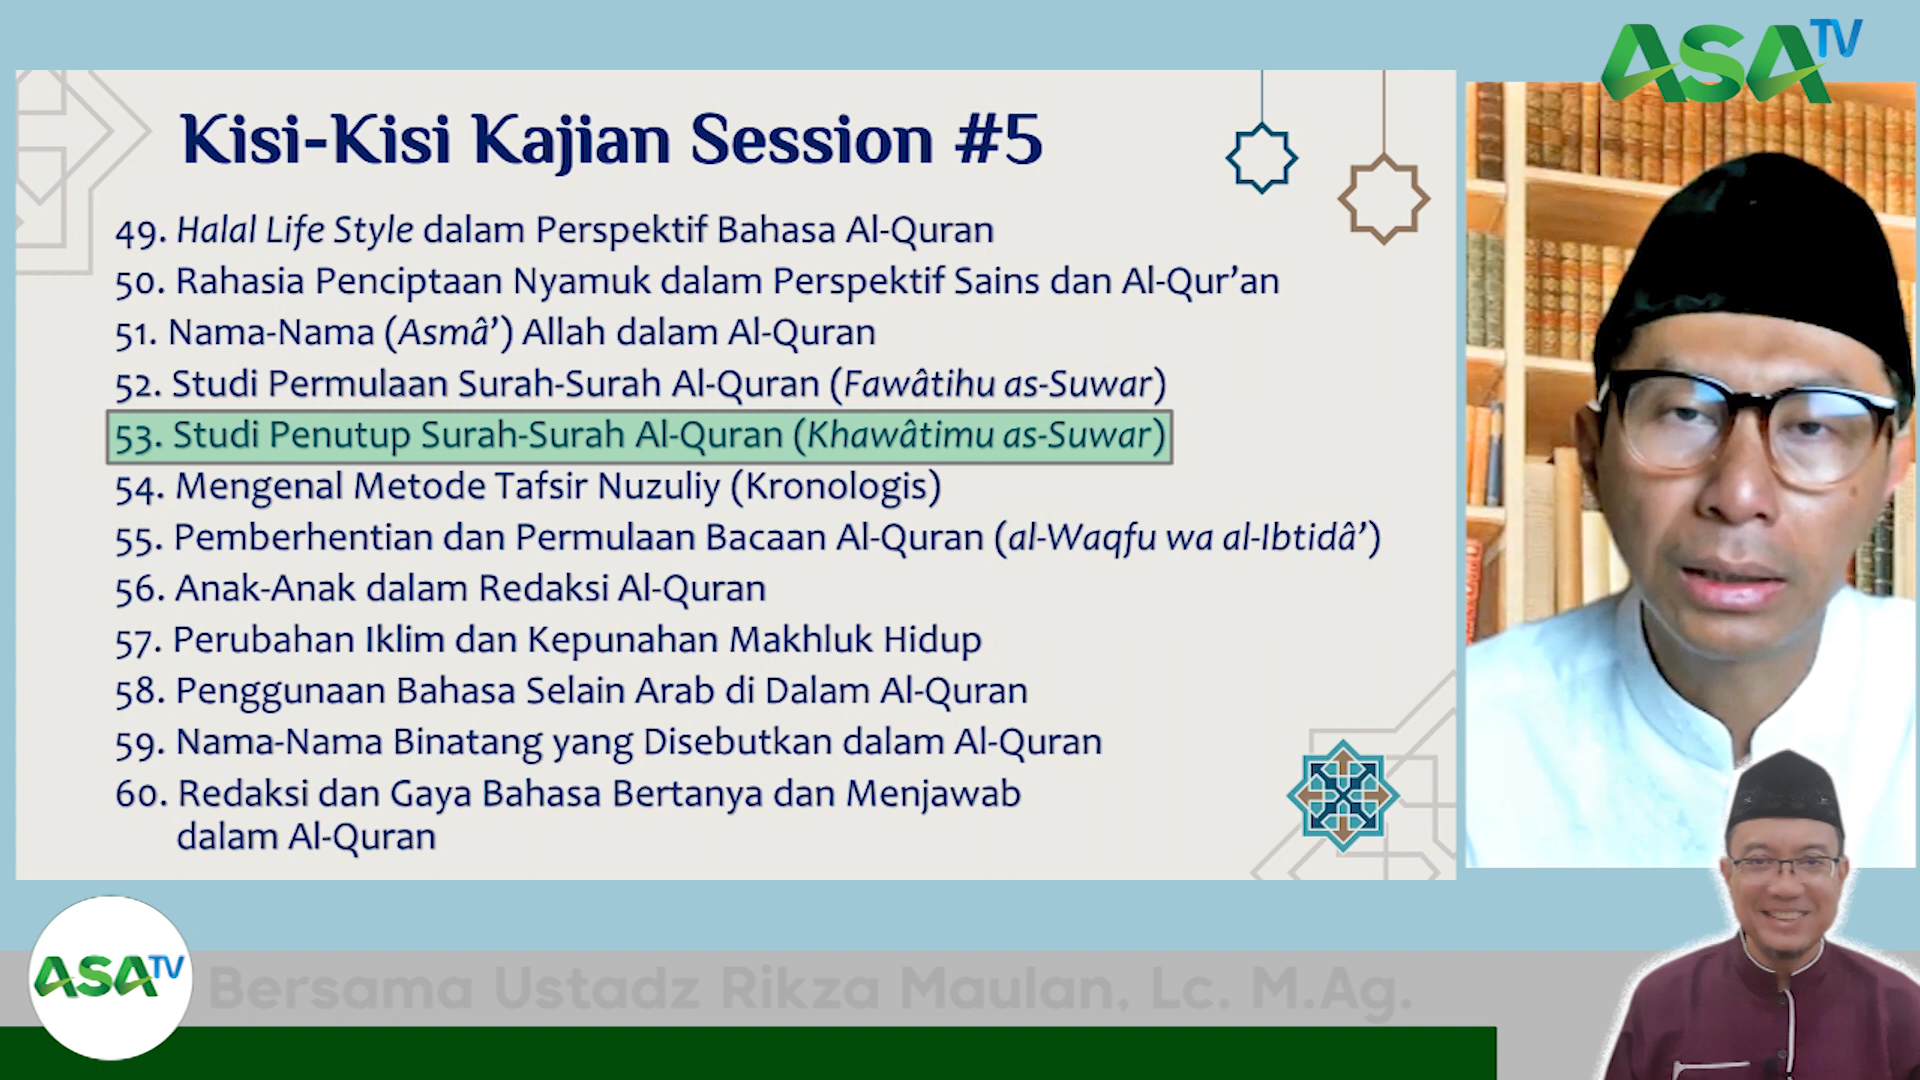 ASA TV
Kisi-Kisi Kajian Session #5
49. Halal Life Style dalam Perspektif Bahasa Al-Quran
50. Rahasia Penciptaan Nyamuk dalam Perspektif Sains dan Al-Qur’an
51. Nama-Nama (Asmâ’) Allah dalam Al-Quran
52. Studi Permulaan Surah-Surah Al-Quran (Fawâtihu as-Suwar)
53. Studi Penutup Surah-Surah Al-Quran (Khawâtimu as-Suwar)
54. Mengenal Metode Tafsir Nuzuliy (Kronologis)
55. Pemberhentian dan Permulaan Bacaan Al-Quran (al-Waqfu wa al-Ibtidâ’)
56. Anak-Anak dalam Redaksi Al-Quran
57. Perubahan Iklim dan Kepunahan Makhluk Hidup
58. Penggunaan Bahasa Selain Arab di Dalam Al-Quran
59. Nama-Nama Binatang yang Disebutkan dalam Al-Quran
60. Redaksi dan Gaya Bahasa Bertanya dan Menjawab
dalam Al-Quran
ASA TV
Bersama Ustadz Rikza Maulan, Lc. M.Ag.